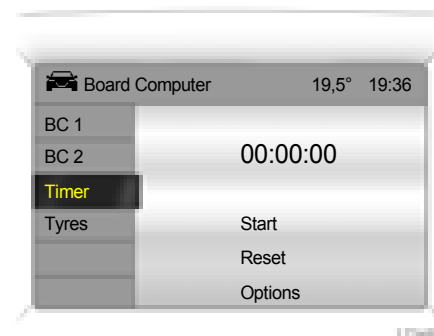 Board Computer 19,5° 19:36
BC 1
BC 2
Timer
Tyres
00:00:00
Start
Reset
Options